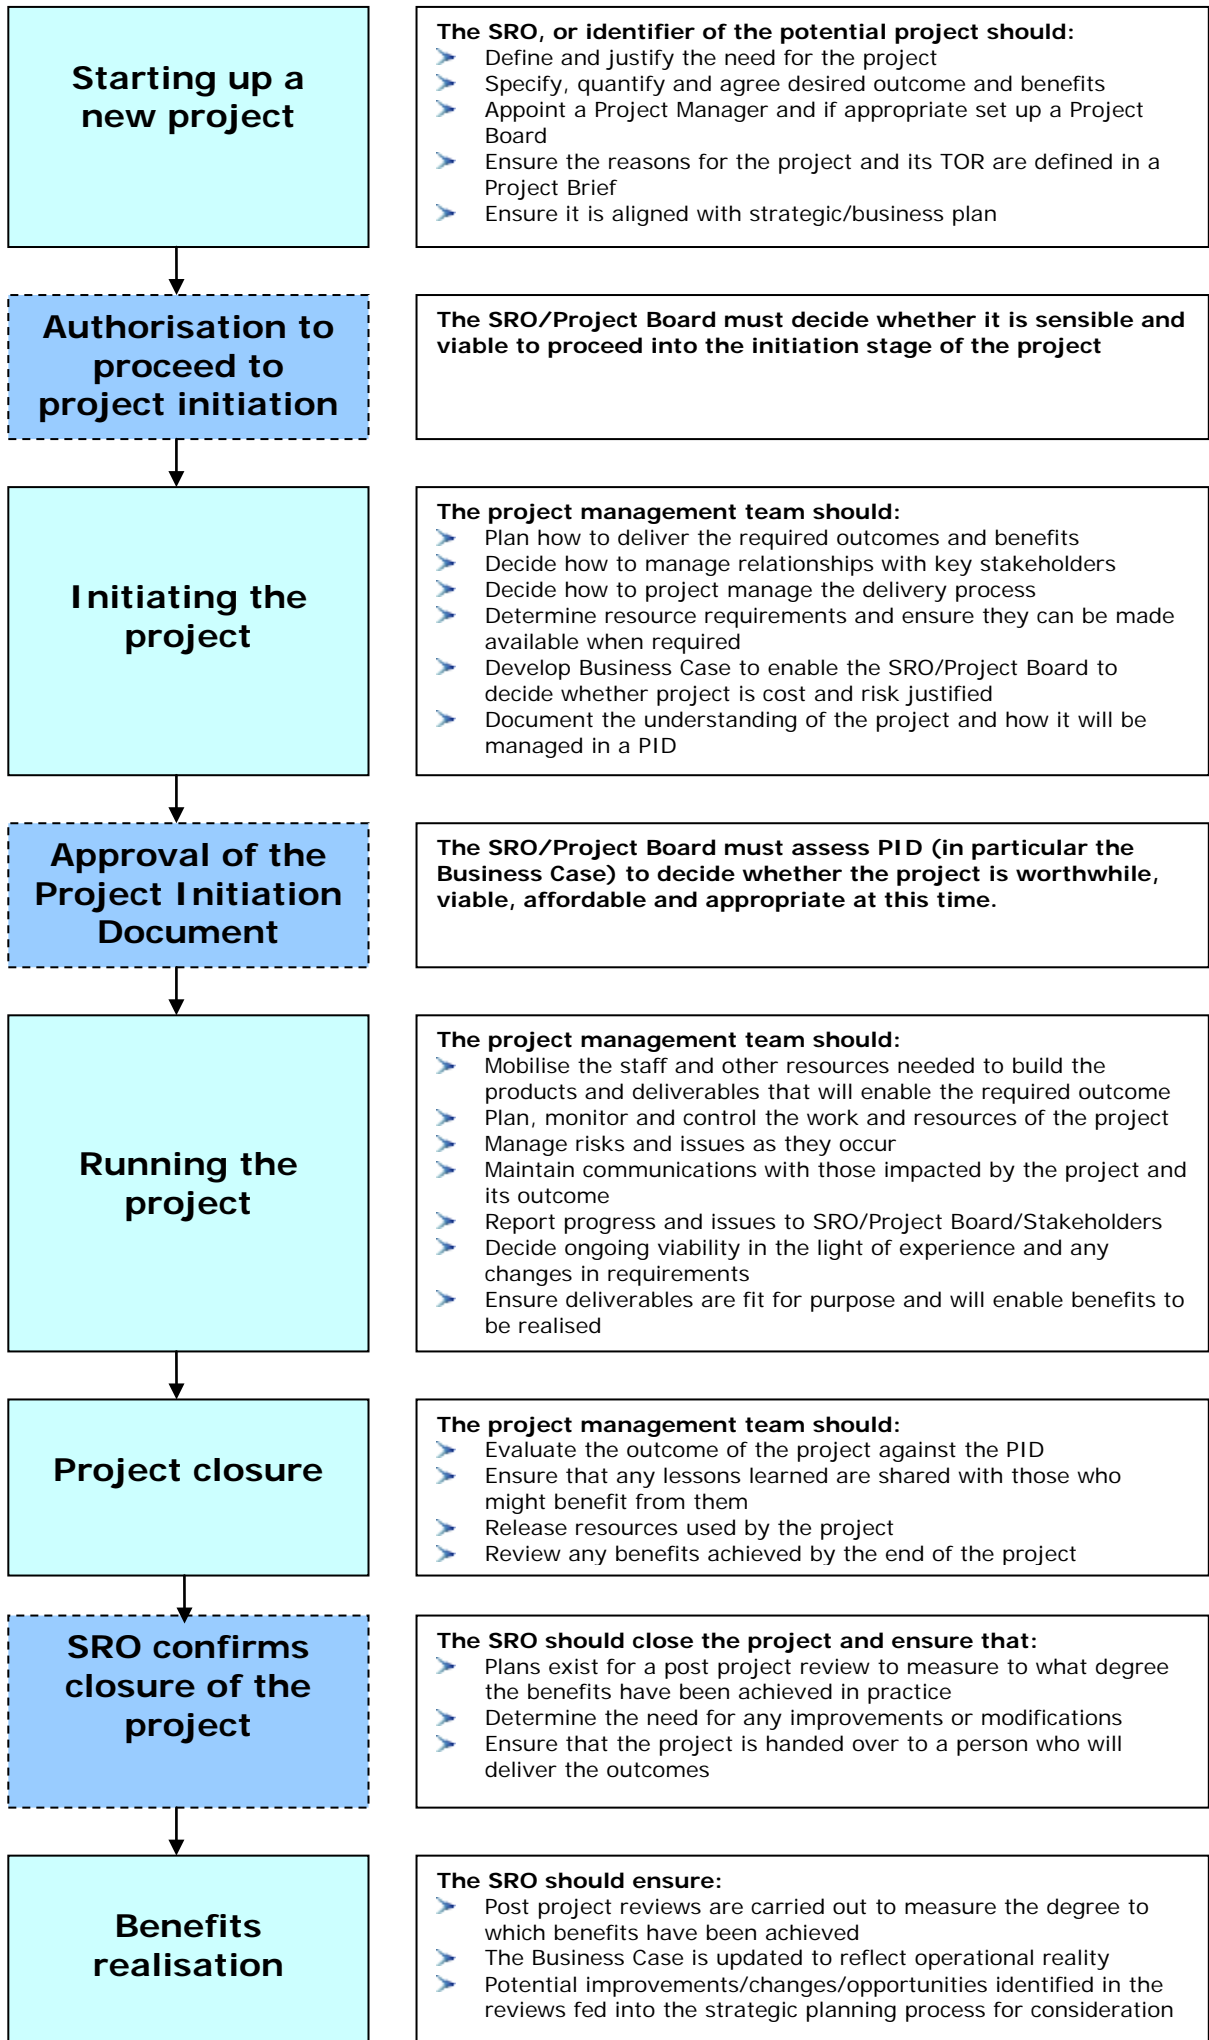 Starting up a
new project
The SRO, or identifier of the potential project should:
Define and justify the need for the project
Specify, quantify and agree desired outcome and benefits
Appoint a Project Manager and if appropriate set up a Project
Board
Ensure the reasons for the project and its TOR are defined in a
Project Brief
Ensure it is aligned with strategic/business plan
Authorisation to
proceed to
project initiation
The SRO/Project Board must decide whether it is sensible and
viable to proceed into the initiation stage of the project
Initiating the
project
The project management team should:
Plan how to deliver the required outcomes and benefits
Decide how to manage relationships with key stakeholders
Decide how to project manage the delivery process
Determine resource requirements and ensure they can be made
available when required
Develop Business Case to enable the SRO/Project Board to
decide whether project is cost and risk justified
Document the understanding of the project and how it will be
managed in a PID
Approval of the
Project Initiation
Document
The SRO/Project Board must assess PID (in particular the
Business Case) to decide whether the project is worthwhile,
viable, affordable and appropriate at this time.
Running the
project
The project management team should:
Mobilise the staff and other resources needed to build the
products and deliverables that will enable the required outcome
Plan, monitor and control the work and resources of the project
Manage risks and issues as they occur
Maintain communications with those impacted by the project and
its outcome
Report progress and issues to SRO/Project Board/Stakeholders
Decide ongoing viability in the light of experience and any
changes in requirements
Ensure deliverables are fit for purpose and will enable benefits to
be realised
Project closure
The project management team should:
Evaluate the outcome of the project against the PID
Ensure that any lessons learned are shared with those who
might benefit from them
Release resources used by the project
Review any benefits achieved by the end of the project
SRO confirms
closure of the
project
The SRO should close the project and ensure that:
Plans exist for a post project review to measure to what degree
the benefits have been achieved in practice
Determine the need for any improvements or modifications
Ensure that the project is handed over to a person who will
deliver the outcomes
Benefits
realisation
The SRO should ensure:
Post project reviews are carried out to measure the degree to
which benefits have been achieved
The Business Case is updated to reflect operational reality
Potential improvements/changes/opportunities identified in the
reviews fed into the strategic planning process for consideration